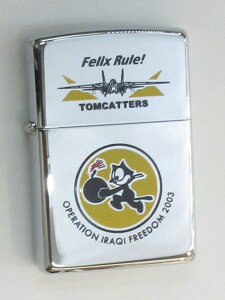 Felix Rule!
TOMCATTERS
OPERATION IRAQI FREEDOM 2003